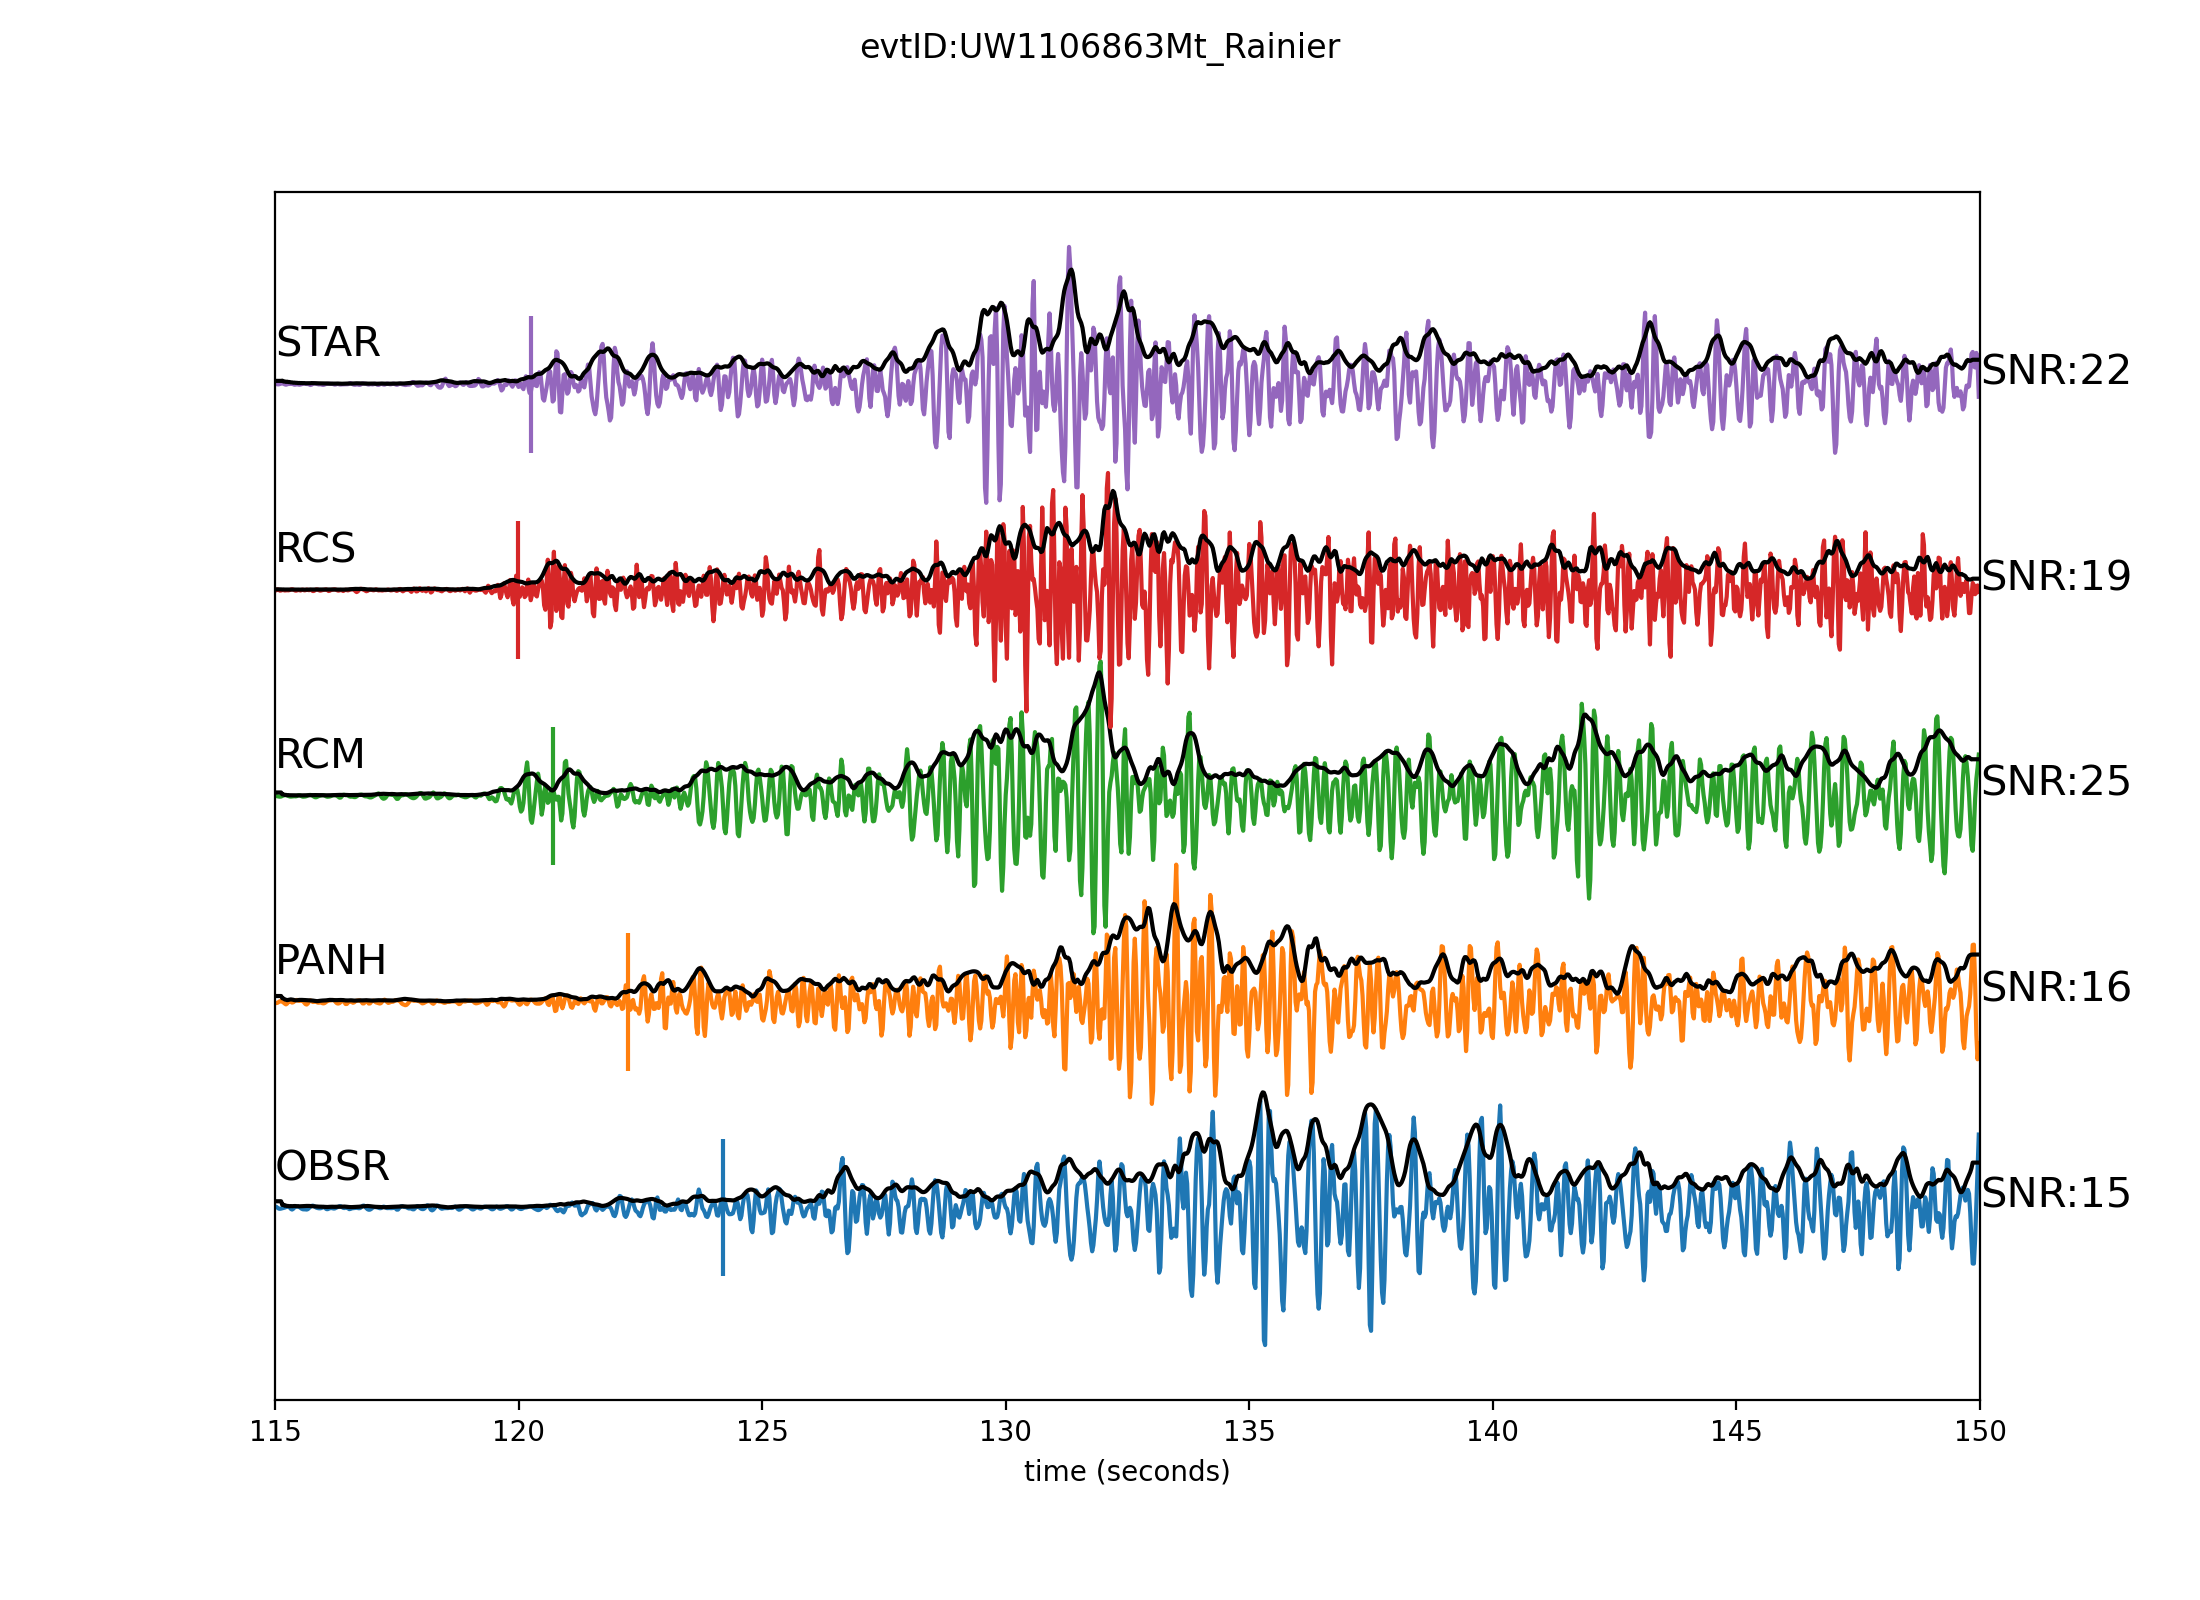 evtID:UW1106863Mt_Rainier
STAR
SNR:22
RCS
SNR:19
RCM
SNR:25
PANH
SNR:16
OBSR
SNR:15
115 120 125 130 135 140 145 150
time (seconds)